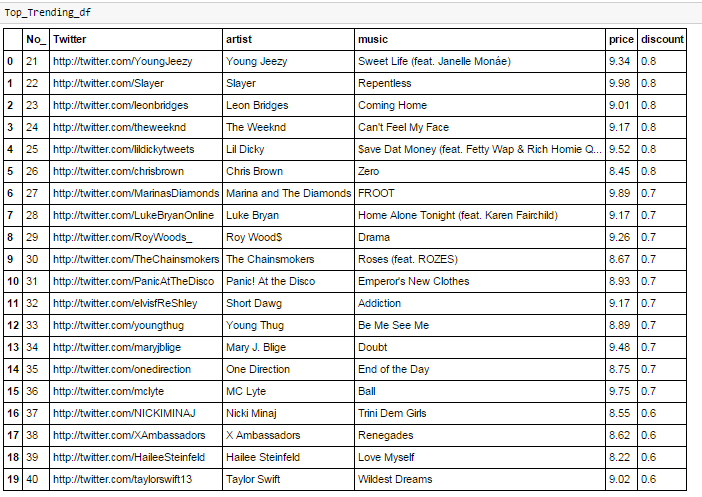 Top_Trending_df
No_ Twitter artist music price discount
0 21 http://twitter.com/YoungJeezy Young Jeezy Sweet Life (feat. Janelle Monáe) 9.34 0.8
1 22 http://twitter.com/Slayer Slayer Repentless 9.98 0.8
2 23 http://twitter.com/leonbridges Leon Bridges Coming Home 9.01 0.8
3 24 http://twitter.com/theweeknd The Weeknd Can't Feel My Face 9.17 0.8
4 25 http://twitter.com/lildickytweets Lil Dicky $ave Dat Money (feat. Fetty Wap & Rich Homie Q... 9.52 0.8
5 26 http://twitter.com/chrisbrown Chris Brown Zero 8.45 0.8
6 27 http://twitter.com/MarinasDiamonds Marina and The Diamonds FROOT 9.89 0.7
7 28 http://twitter.com/LukeBryanOnline Luke Bryan Home Alone Tonight (feat. Karen Fairchild) 9.17 0.7
8 29 http://twitter.com/RoyWoods_ Roy Wood$ Drama 9.26 0.7
9 30 http://twitter.com/TheChainsmokers The Chainsmokers Roses (feat. ROZES) 8.67 0.7
10 31 http://twitter.com/PanicAtTheDisco Panic! At the Disco Emperor's New Clothes 8.93 0.7
11 32 http://twitter.com/elvisfReShley Short Dawg Addiction 9.17 0.7
12 33 http://twitter.com/youngthug Young Thug Be Me See Me 8.89 0.7
13 34 http://twitter.com/maryjblige Mary J. Blige Doubt 9.48 0.7
14 35 http://twitter.com/onedirection One Direction End of the Day 8.75 0.7
15 36 http://twitter.com/mclyte MC Lyte Ball 9.75 0.7
16 37 http://twitter.com/NICKIMINAJ Nicki Minaj Trini Dem Girls 8.55 0.6
17 38 http://twitter.com/XAmbassadors X Ambassadors Renegades 8.62 0.6
18 39 http://twitter.com/HaileeSteinfeld Hailee Steinfeld Love Myself 8.22 0.6
19 40 http://twitter.com/taylorswift13 Taylor Swift Wildest Dreams 9.02 0.6